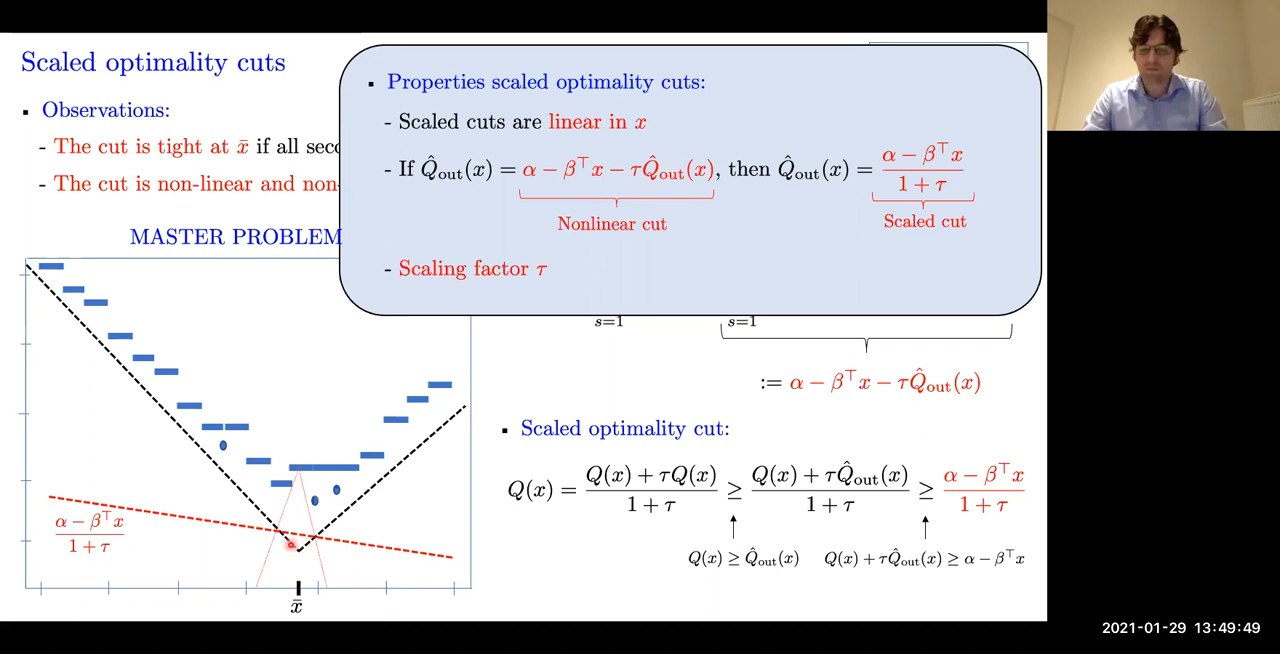 Scaled optimality cuts
▪ Observations:
- The cut is tight at x̄ if all sec
- The cut is non-linear and non-
MASTER PROBLEM
▪ Properties scaled optimality cuts:
- Scaled cuts are linear in x
- If Q̂out(x) = α − β⊤x − τQ̂out(x), then Q̂out(x) = (α − β⊤x)/(1 + τ)
Nonlinear cut
Scaled cut
- Scaling factor τ
s=1 s=1
:= α − β⊤x − τQ̂out(x)
▪ Scaled optimality cut:
Q(x) = (Q(x) + τQ(x))/(1 + τ) ≥ (Q(x) + τQ̂out(x))/(1 + τ) ≥ (α − β⊤x)/(1 + τ)
Q(x) ≥ Q̂out(x) Q(x) + τQ̂out(x) ≥ α − β⊤x
(α − β⊤x)/(1 + τ)
x̄
2021-01-29 13:49:49